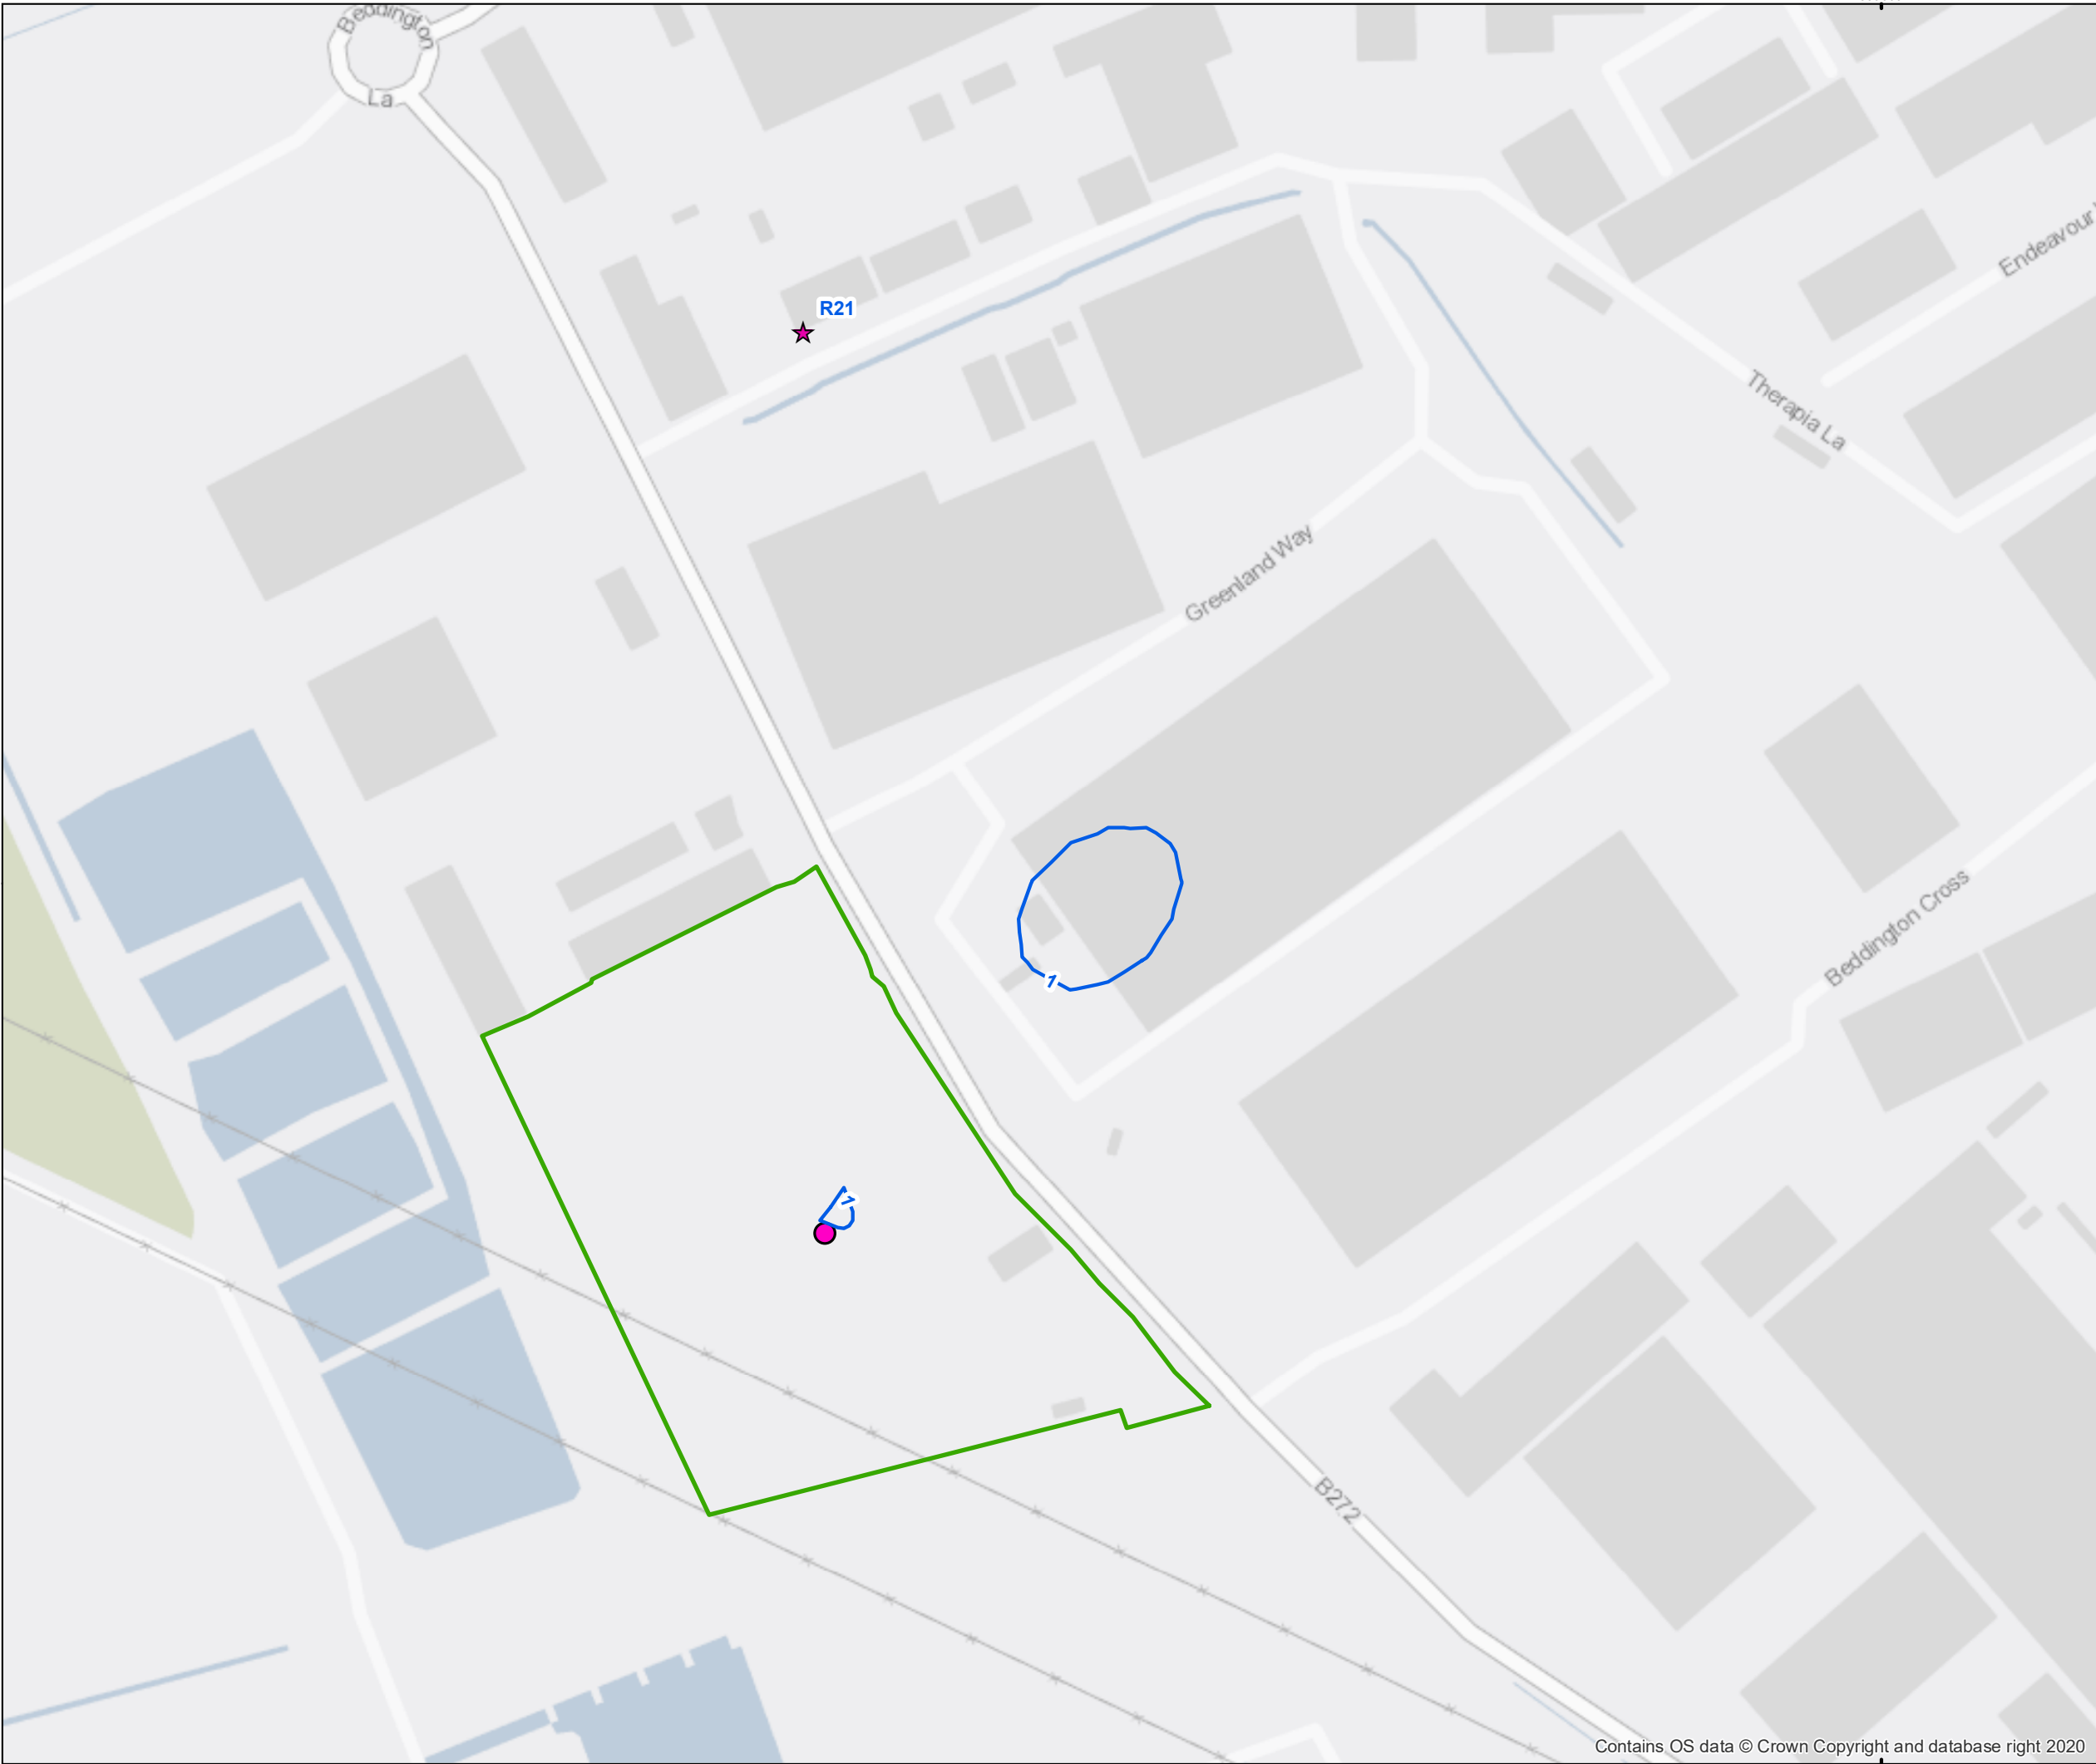 Beddington
La
R21
Endeavour
Therapia La
Greenland Way
Beddington Cross
1
1
B272
Contains OS data © Crown Copyright and database right 2020